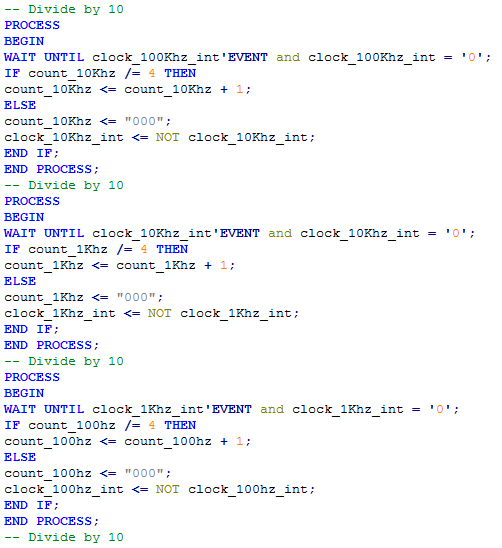 -- Divide by 10
PROCESS
BEGIN
WAIT UNTIL clock_100Khz_int'EVENT and clock_100Khz_int = '0';
IF count_10Khz /= 4 THEN
count_10Khz <= count_10Khz + 1;
ELSE
count_10Khz <= "000";
clock_10Khz_int <= NOT clock_10Khz_int;
END IF;
END PROCESS;
-- Divide by 10
PROCESS
BEGIN
WAIT UNTIL clock_10Khz_int'EVENT and clock_10Khz_int = '0';
IF count_1Khz /= 4 THEN
count_1Khz <= count_1Khz + 1;
ELSE
count_1Khz <= "000";
clock_1Khz_int <= NOT clock_1Khz_int;
END IF;
END PROCESS;
-- Divide by 10
PROCESS
BEGIN
WAIT UNTIL clock_1Khz_int'EVENT and clock_1Khz_int = '0';
IF count_100hz /= 4 THEN
count_100hz <= count_100hz + 1;
ELSE
count_100hz <= "000";
clock_100hz_int <= NOT clock_100hz_int;
END IF;
END PROCESS;
-- Divide by 10